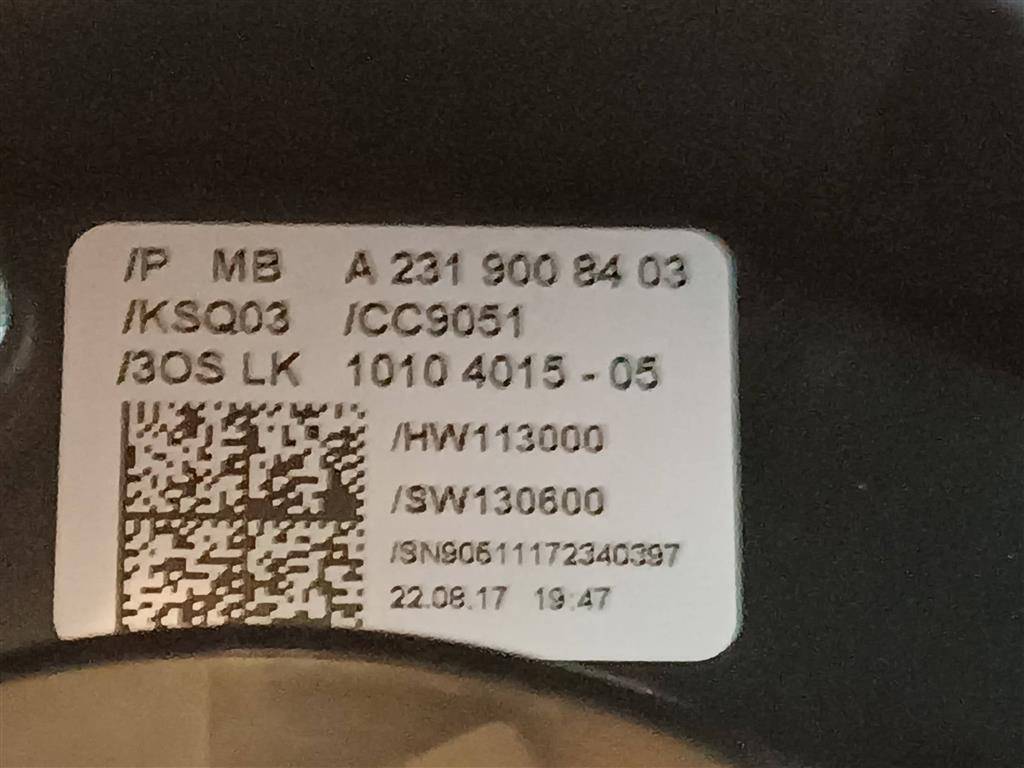 /P MB A 231 900 84 03
/KSQ03 /CC9051
/3OS LK 1010 4015 - 05
/HW113000
/SW130600
/SN90511172340397
22.08.17 19:47